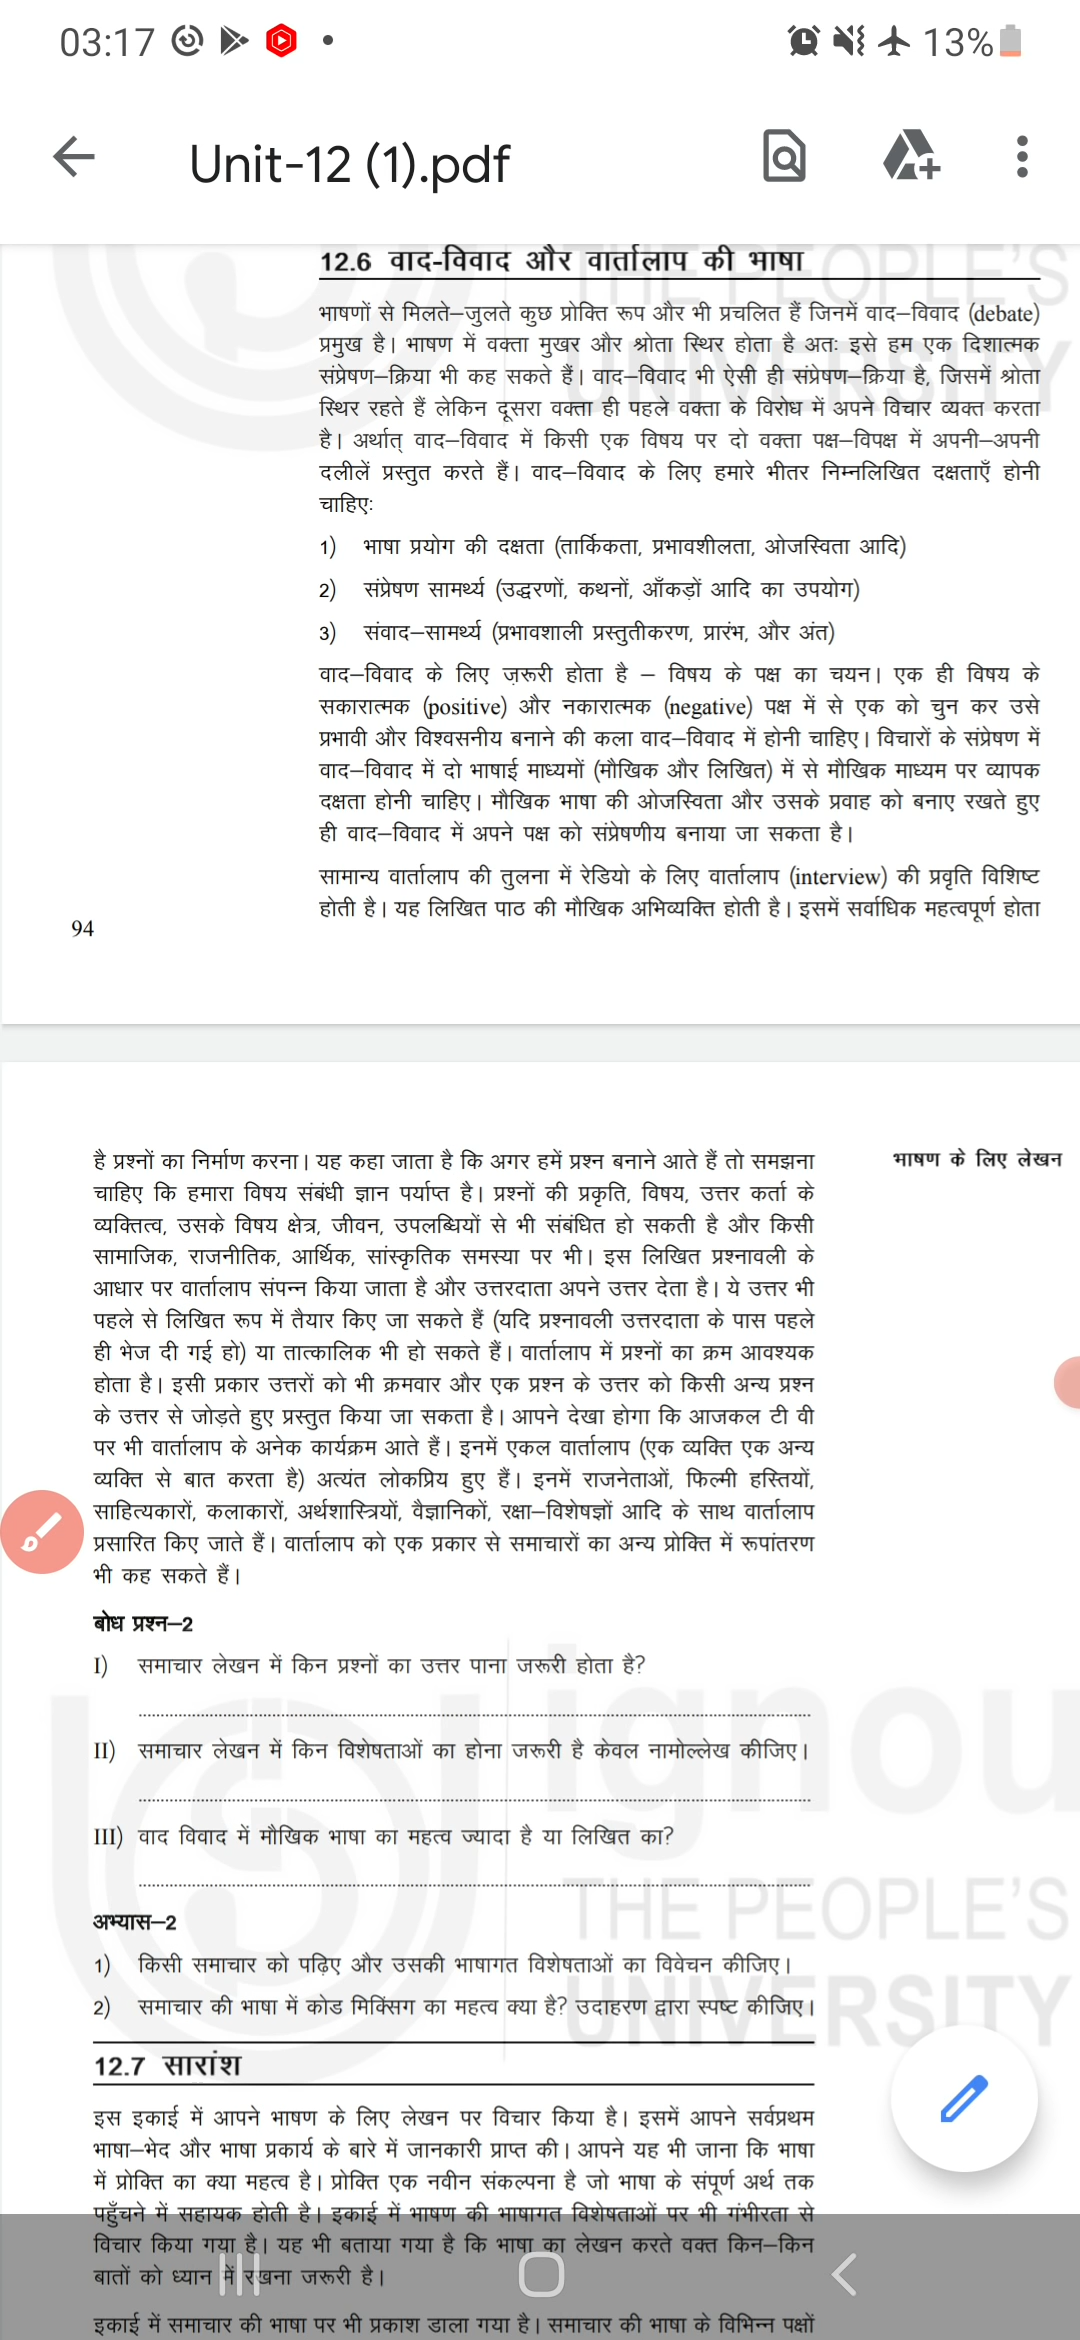 03:17
13%
Unit-12 (1).pdf
THE PEOPLE'S
UNIVERSITY
12.6 वाद-विवाद और वार्तालाप की भाषा
भाषणों से मिलते–जुलते कुछ प्रोक्ति रूप और भी प्रचलित हैं जिनमें वाद–विवाद (debate)
प्रमुख है। भाषण में वक्ता मुखर और श्रोता स्थिर होता है अतः इसे हम एक दिशात्मक
संप्रेषण–क्रिया भी कह सकते हैं। वाद–विवाद भी ऐसी ही संप्रेषण–क्रिया है, जिसमें श्रोता
स्थिर रहते हैं लेकिन दूसरा वक्ता ही पहले वक्ता के विरोध में अपने विचार व्यक्त करता
है। अर्थात् वाद–विवाद में किसी एक विषय पर दो वक्ता पक्ष–विपक्ष में अपनी–अपनी
दलीलें प्रस्तुत करते हैं। वाद–विवाद के लिए हमारे भीतर निम्नलिखित दक्षताएँ होनी
चाहिए:
1) भाषा प्रयोग की दक्षता (तार्किकता, प्रभावशीलता, ओजस्विता आदि)
2) संप्रेषण सामर्थ्य (उद्धरणों, कथनों, आँकड़ों आदि का उपयोग)
3) संवाद–सामर्थ्य (प्रभावशाली प्रस्तुतीकरण, प्रारंभ, और अंत)
वाद–विवाद के लिए ज़रूरी होता है – विषय के पक्ष का चयन। एक ही विषय के
सकारात्मक (positive) और नकारात्मक (negative) पक्ष में से एक को चुन कर उसे
प्रभावी और विश्वसनीय बनाने की कला वाद–विवाद में होनी चाहिए। विचारों के संप्रेषण में
वाद–विवाद में दो भाषाई माध्यमों (मौखिक और लिखित) में से मौखिक माध्यम पर व्यापक
दक्षता होनी चाहिए। मौखिक भाषा की ओजस्विता और उसके प्रवाह को बनाए रखते हुए
ही वाद–विवाद में अपने पक्ष को संप्रेषणीय बनाया जा सकता है।
सामान्य वार्तालाप की तुलना में रेडियो के लिए वार्तालाप (interview) की प्रवृति विशिष्ट
होती है। यह लिखित पाठ की मौखिक अभिव्यक्ति होती है। इसमें सर्वाधिक महत्वपूर्ण होता
94
भाषण के लिए लेखन
है प्रश्नों का निर्माण करना। यह कहा जाता है कि अगर हमें प्रश्न बनाने आते हैं तो समझना
चाहिए कि हमारा विषय संबंधी ज्ञान पर्याप्त है। प्रश्नों की प्रकृति, विषय, उत्तर कर्ता के
व्यक्तित्व, उसके विषय क्षेत्र, जीवन, उपलब्धियों से भी संबंधित हो सकती है और किसी
सामाजिक, राजनीतिक, आर्थिक, सांस्कृतिक समस्या पर भी। इस लिखित प्रश्नावली के
आधार पर वार्तालाप संपन्न किया जाता है और उत्तरदाता अपने उत्तर देता है। ये उत्तर भी
पहले से लिखित रूप में तैयार किए जा सकते हैं (यदि प्रश्नावली उत्तरदाता के पास पहले
ही भेज दी गई हो) या तात्कालिक भी हो सकते हैं। वार्तालाप में प्रश्नों का क्रम आवश्यक
होता है। इसी प्रकार उत्तरों को भी क्रमवार और एक प्रश्न के उत्तर को किसी अन्य प्रश्न
के उत्तर से जोड़ते हुए प्रस्तुत किया जा सकता है। आपने देखा होगा कि आजकल टी वी
पर भी वार्तालाप के अनेक कार्यक्रम आते हैं। इनमें एकल वार्तालाप (एक व्यक्ति एक अन्य
व्यक्ति से बात करता है) अत्यंत लोकप्रिय हुए हैं। इनमें राजनेताओं, फिल्मी हस्तियों,
साहित्यकारों, कलाकारों, अर्थशास्त्रियों, वैज्ञानिकों, रक्षा–विशेषज्ञों आदि के साथ वार्तालाप
प्रसारित किए जाते हैं। वार्तालाप को एक प्रकार से समाचारों का अन्य प्रोक्ति में रूपांतरण
भी कह सकते हैं।
बोध प्रश्न–2
I) समाचार लेखन में किन प्रश्नों का उत्तर पाना जरूरी होता है?
II) समाचार लेखन में किन विशेषताओं का होना जरूरी है केवल नामोल्लेख कीजिए।
III) वाद विवाद में मौखिक भाषा का महत्व ज्यादा है या लिखित का?
ignou
THE PEOPLE'S
UNIVERSITY
अभ्यास–2
1) किसी समाचार को पढ़िए और उसकी भाषागत विशेषताओं का विवेचन कीजिए।
2) समाचार की भाषा में कोड मिक्सिंग का महत्व क्या है? उदाहरण द्वारा स्पष्ट कीजिए।
12.7 सारांश
इस इकाई में आपने भाषण के लिए लेखन पर विचार किया है। इसमें आपने सर्वप्रथम
भाषा–भेद और भाषा प्रकार्य के बारे में जानकारी प्राप्त की। आपने यह भी जाना कि भाषा
में प्रोक्ति का क्या महत्व है। प्रोक्ति एक नवीन संकल्पना है जो भाषा के संपूर्ण अर्थ तक
पहुँचने में सहायक होती है। इकाई में भाषण की भाषागत विशेषताओं पर भी गंभीरता से
विचार किया गया है। यह भी बताया गया है कि भाषा का लेखन करते वक्त किन–किन
बातों को ध्यान में रखना जरूरी है।
इकाई में समाचार की भाषा पर भी प्रकाश डाला गया है। समाचार की भाषा के विभिन्न पक्षों